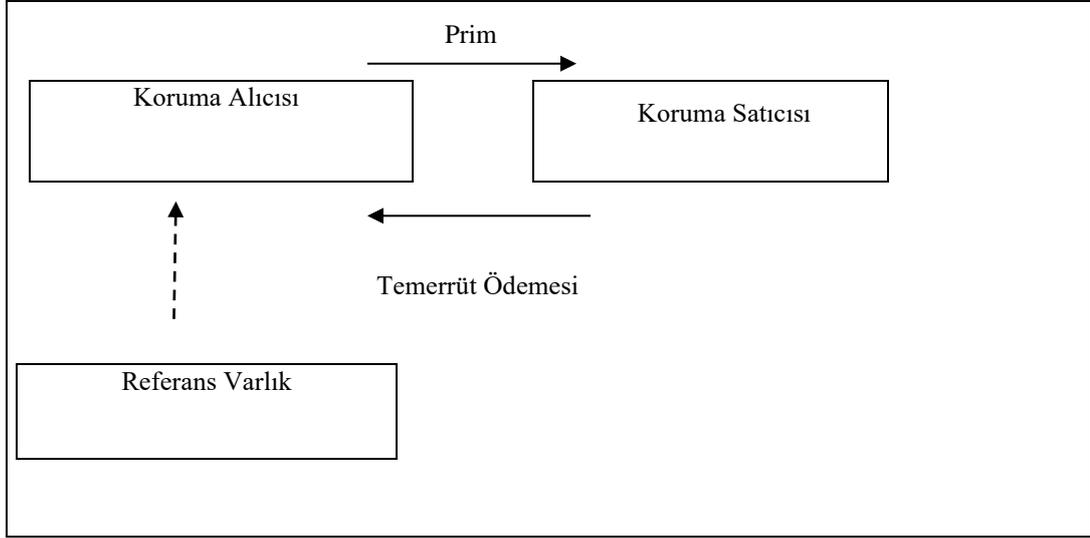 Prim
Koruma Alıcısı
Koruma Satıcısı
Temerrüt Ödemesi
Referans Varlık